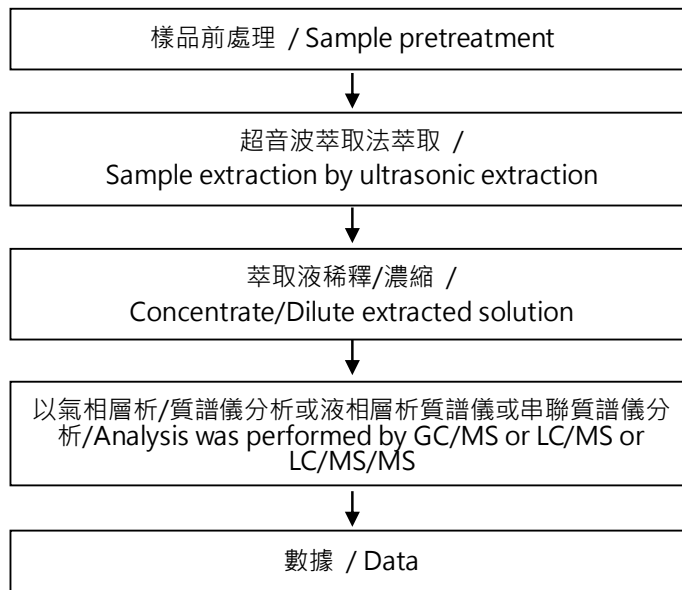 樣品前處理 / Sample pretreatment
超音波萃取法萃取 /
Sample extraction by ultrasonic extraction
萃取液稀釋/濃縮 /
Concentrate/Dilute extracted solution
以氣相層析/質譜儀分析或液相層析質譜儀或串聯質譜儀分
析/Analysis was performed by GC/MS or LC/MS or
LC/MS/MS
數據 / Data